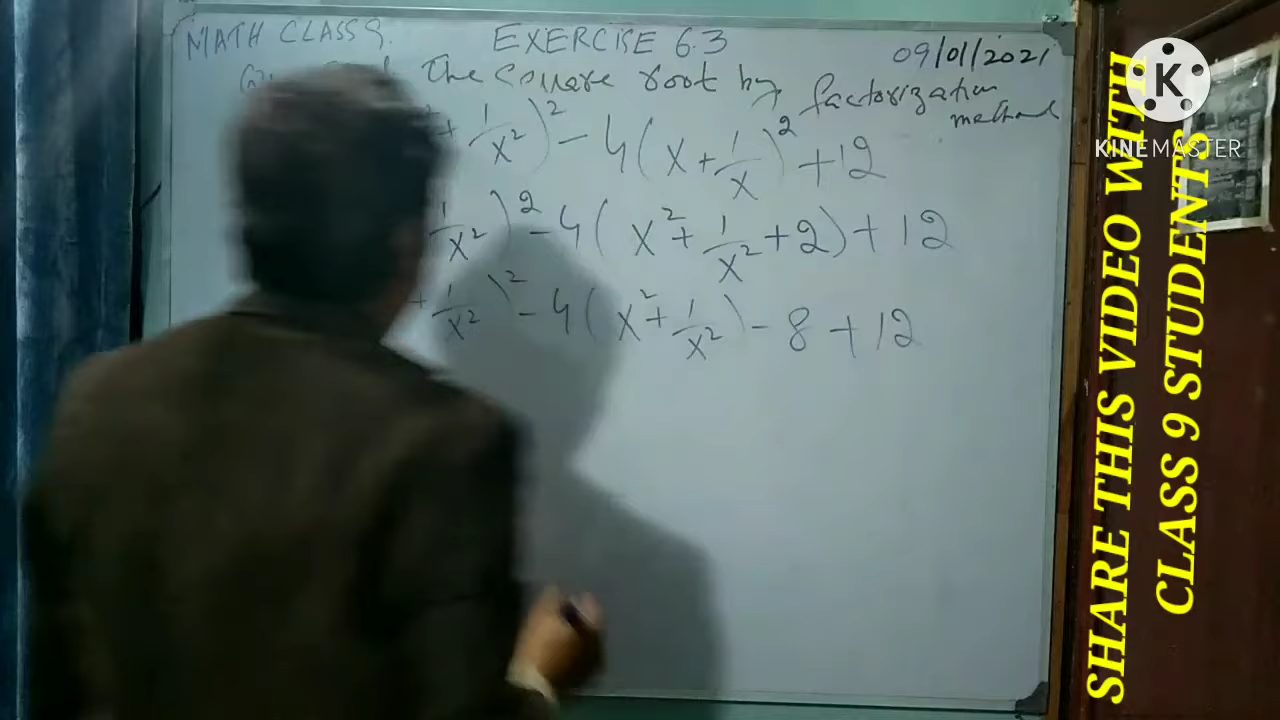 MATH CLASS 9. EXERCISE 6.3 09/01/2021
The square root by factorization
method
+ 1/x²)² - 4(x + 1/x)² + 12
1/x²)² - 4(x² + 1/x² + 2) + 12
+ 1/x²)² - 4(x² + 1/x²) - 8 + 12
K
KINEMASTER
SHARE THIS VIDEO WITH
CLASS 9 STUDENTS